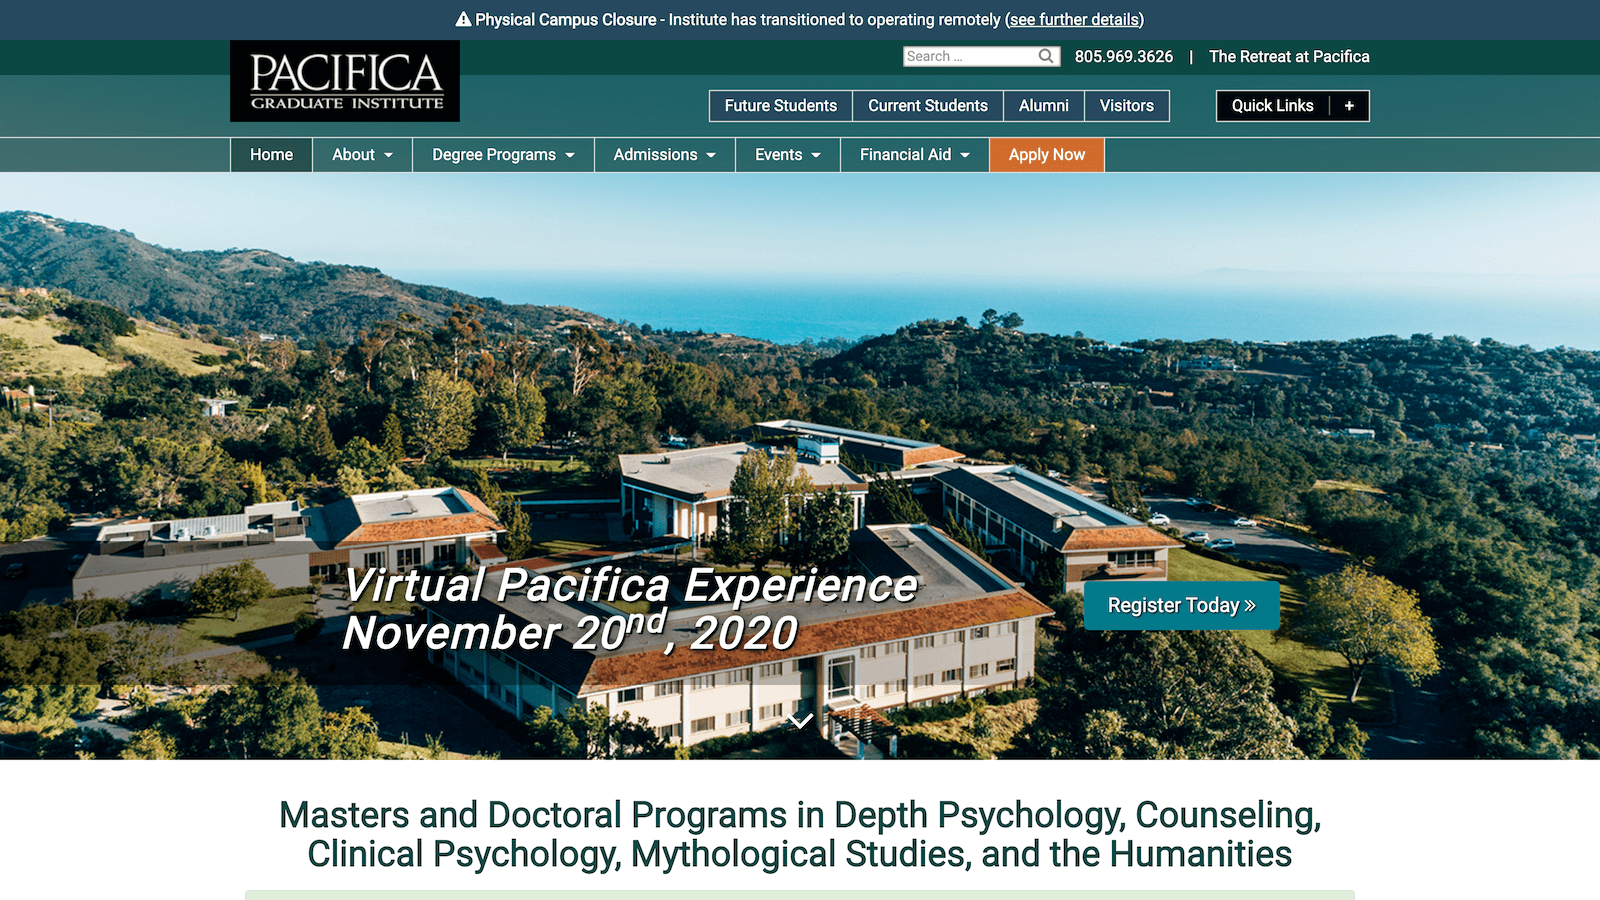 Physical Campus Closure - Institute has transitioned to operating remotely (see further details)
PACIFICA
GRADUATE INSTITUTE
Search ...
805.969.3626 | The Retreat at Pacifica
Future Students Current Students Alumni Visitors
Quick Links +
Home About Degree Programs Admissions Events Financial Aid Apply Now
Virtual Pacifica Experience
November 20nd, 2020
Register Today »
Masters and Doctoral Programs in Depth Psychology, Counseling,
Clinical Psychology, Mythological Studies, and the Humanities